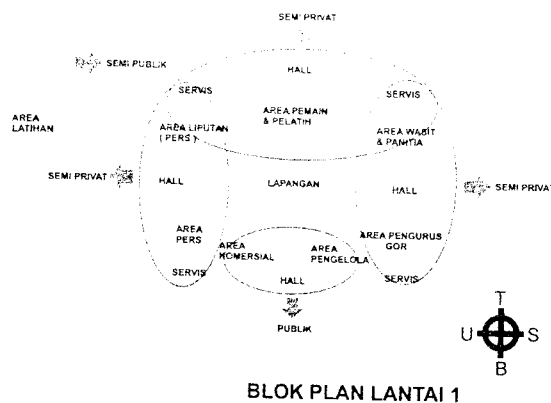 SEMI PRIVAT
SEMI PUBLIK
HALL
SERVIS
SERVIS
AREA PEMAIN
& PELATIH
AREA
LATIHAN
AREA LIPUTAN
( PERS )
AREA WASIT
& PANITIA
SEMI PRIVAT
HALL
LAPANGAN
HALL
SEMI PRIVAT
AREA
PERS
AREA PENGURUS
GOR
AREA
KOMERSIAL
AREA
PENGELOLA
SERVIS
HALL
SERVIS
PUBLIK
T
U
S
B
BLOK PLAN LANTAI 1